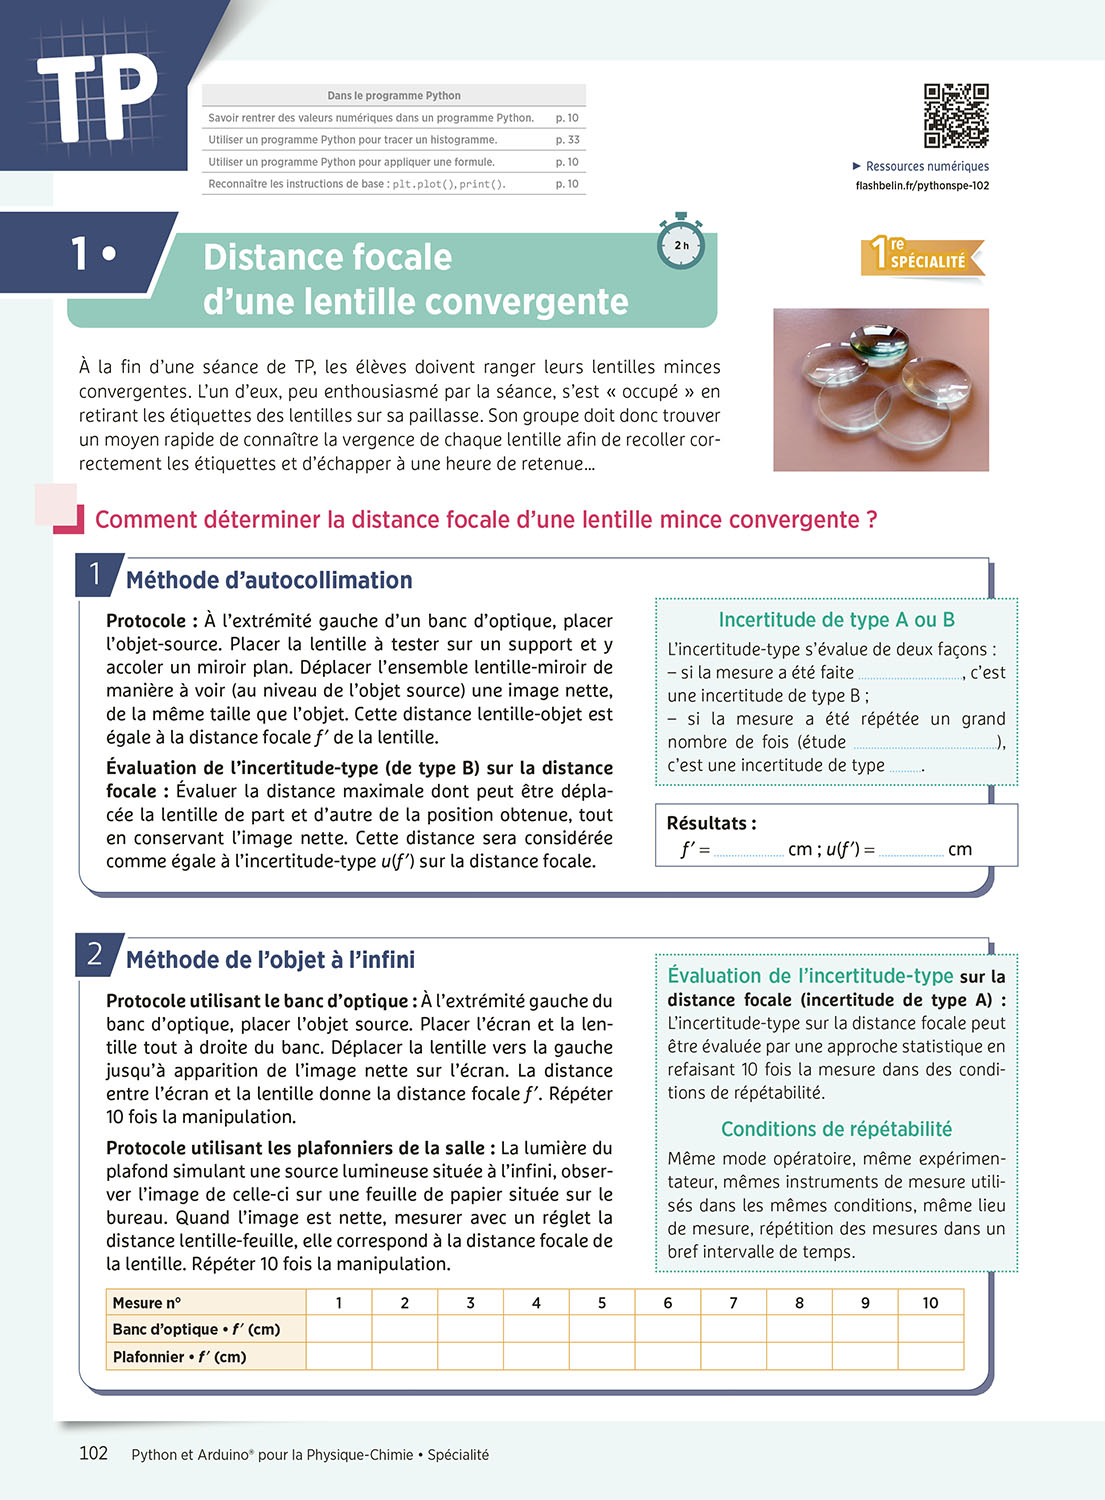 TP
Dans le programme Python
Savoir rentrer des valeurs numériques dans un programme Python. p. 10
Utiliser un programme Python pour tracer un histogramme. p. 33
Utiliser un programme Python pour appliquer une formule. p. 10
Reconnaître les instructions de base : plt.plot(), print(). p. 10
► Ressources numériques
flashbelin.fr/pythonspe-102
1 •
Distance focale
d’une lentille convergente
2 h
1re SPÉCIALITÉ
À la fin d’une séance de TP, les élèves doivent ranger leurs lentilles minces
convergentes. L’un d’eux, peu enthousiasmé par la séance, s’est « occupé » en
retirant les étiquettes des lentilles sur sa paillasse. Son groupe doit donc trouver
un moyen rapide de connaître la vergence de chaque lentille afin de recoller cor-
rectement les étiquettes et d’échapper à une heure de retenue...
Comment déterminer la distance focale d’une lentille mince convergente ?
1 Méthode d’autocollimation
Protocole : À l’extrémité gauche d’un banc d’optique, placer
l’objet-source. Placer la lentille à tester sur un support et y
accoler un miroir plan. Déplacer l’ensemble lentille-miroir de
manière à voir (au niveau de l’objet source) une image nette,
de la même taille que l’objet. Cette distance lentille-objet est
égale à la distance focale f′ de la lentille.
Évaluation de l’incertitude-type (de type B) sur la distance
focale : Évaluer la distance maximale dont peut être dépla-
cée la lentille de part et d’autre de la position obtenue, tout
en conservant l’image nette. Cette distance sera considérée
comme égale à l’incertitude-type u(f′) sur la distance focale.
Incertitude de type A ou B
L’incertitude-type s’évalue de deux façons :
– si la mesure a été faite ..............................., c’est
une incertitude de type B ;
– si la mesure a été répétée un grand
nombre de fois (étude ...........................................),
c’est une incertitude de type ..........
Résultats :
f′ = ..................... cm ; u(f′) = .................... cm
2 Méthode de l’objet à l’infini
Protocole utilisant le banc d’optique : À l’extrémité gauche du
banc d’optique, placer l’objet source. Placer l’écran et la len-
tille tout à droite du banc. Déplacer la lentille vers la gauche
jusqu’à apparition de l’image nette sur l’écran. La distance
entre l’écran et la lentille donne la distance focale f′. Répéter
10 fois la manipulation.
Protocole utilisant les plafonniers de la salle : La lumière du
plafond simulant une source lumineuse située à l’infini, obser-
ver l’image de celle-ci sur une feuille de papier située sur le
bureau. Quand l’image est nette, mesurer avec un réglet la
distance lentille-feuille, elle correspond à la distance focale de
la lentille. Répéter 10 fois la manipulation.
Évaluation de l’incertitude-type sur la
distance focale (incertitude de type A) :
L’incertitude-type sur la distance focale peut
être évaluée par une approche statistique en
refaisant 10 fois la mesure dans des condi-
tions de répétabilité.
Conditions de répétabilité
Même mode opératoire, même expérimen-
tateur, mêmes instruments de mesure utili-
sés dans les mêmes conditions, même lieu
de mesure, répétition des mesures dans un
bref intervalle de temps.
Mesure n° 1 2 3 4 5 6 7 8 9 10
Banc d’optique • f′ (cm)
Plafonnier • f′ (cm)
102 Python et Arduino® pour la Physique-Chimie • Spécialité